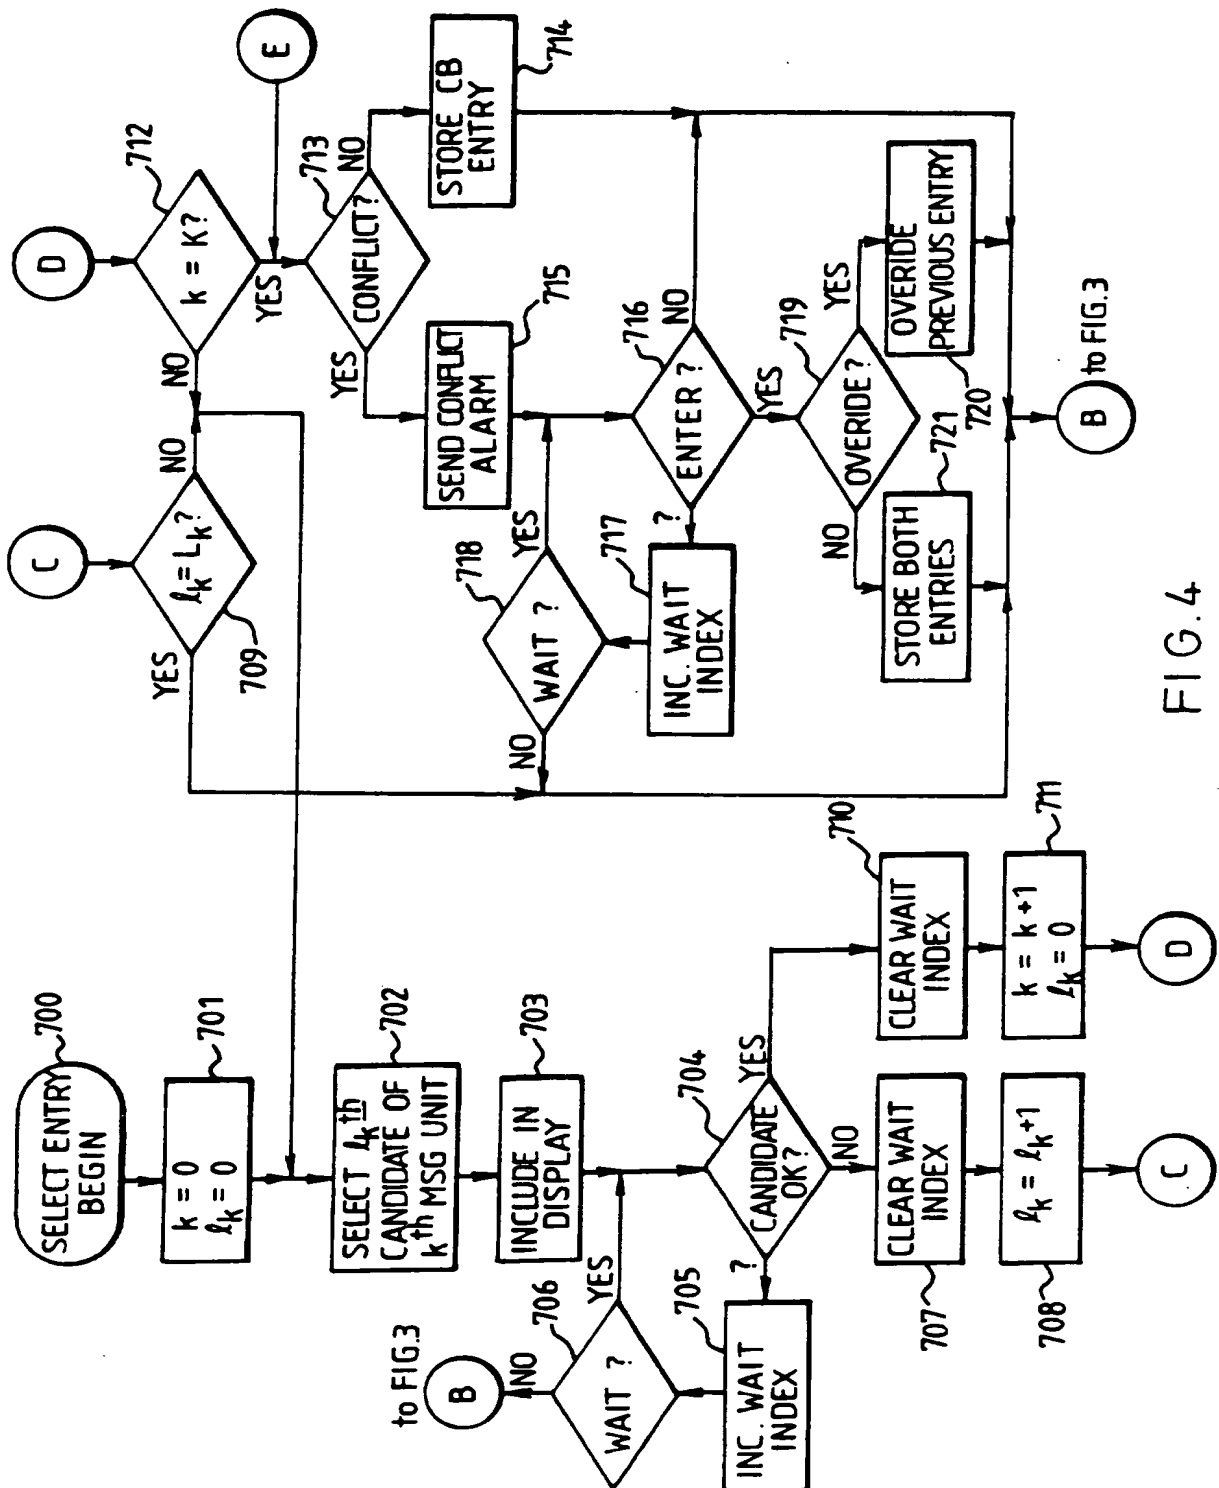 700
SELECT ENTRY
BEGIN
701
k = 0
ℓk = 0
702
SELECT ℓk th
CANDIDATE OF
kth MSG UNIT
703
INCLUDE IN
DISPLAY
704
CANDIDATE
OK?
YES
NO
?
705
INC. WAIT
INDEX
706
WAIT ?
YES
NO
B
to FIG.3
707
CLEAR WAIT
INDEX
708
ℓk = ℓk+1
C
710
CLEAR WAIT
INDEX
711
k = k+1
ℓk = 0
D
C
709
ℓk = Lk?
YES
NO
D
712
k = K?
NO
YES
E
713
CONFLICT?
YES
NO
714
STORE CB
ENTRY
715
SEND CONFLICT
ALARM
716
ENTER ?
NO
YES
?
717
INC. WAIT
INDEX
718
WAIT ?
YES
NO
719
OVERIDE?
YES
NO
720
OVERIDE
PREVIOUS ENTRY
721
STORE BOTH
ENTRIES
B
to FIG.3
FIG.4